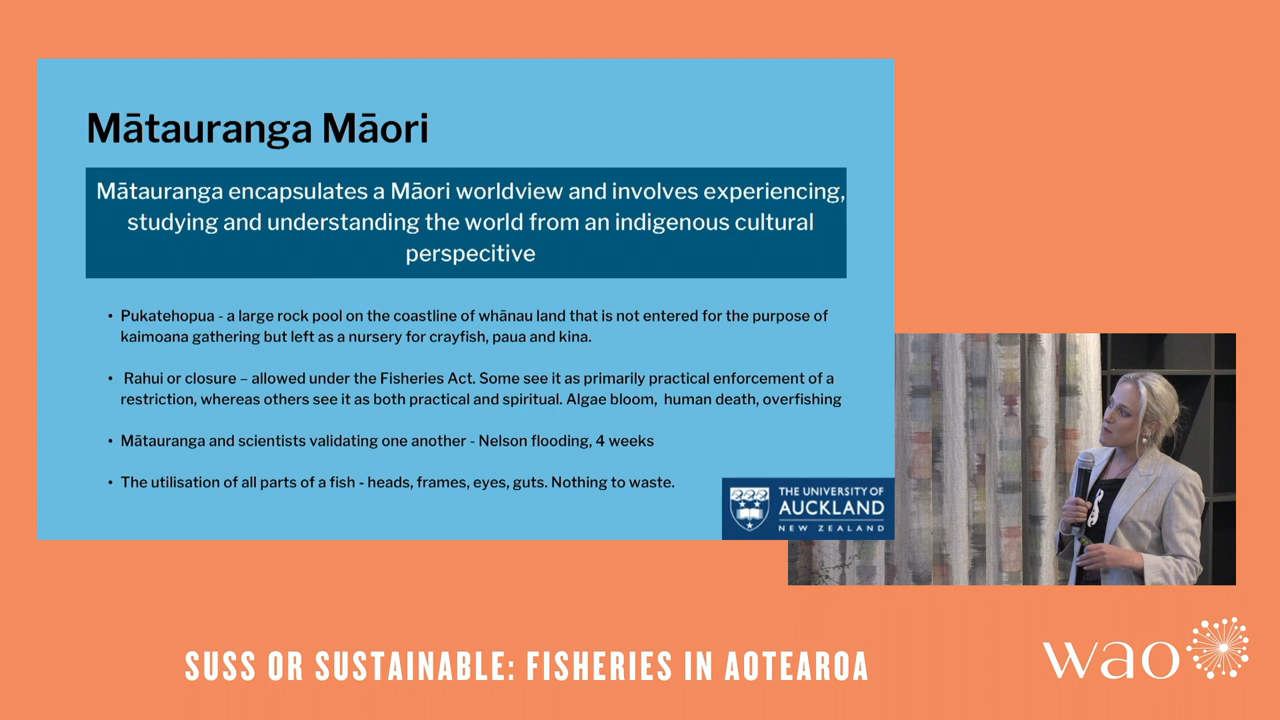 Mātauranga Māori
Mātauranga encapsulates a Māori worldview and involves experiencing,
studying and understanding the world from an indigenous cultural
perspecitive
• Pukatehopua - a large rock pool on the coastline of whānau land that is not entered for the purpose of
kaimoana gathering but left as a nursery for crayfish, paua and kina.
• Rahui or closure – allowed under the Fisheries Act. Some see it as primarily practical enforcement of a
restriction, whereas others see it as both practical and spiritual. Algae bloom, human death, overfishing
• Mātauranga and scientists validating one another - Nelson flooding, 4 weeks
• The utilisation of all parts of a fish - heads, frames, eyes, guts. Nothing to waste.
THE UNIVERSITY OF
AUCKLAND
NEW ZEALAND
SUSS OR SUSTAINABLE: FISHERIES IN AOTEAROA
wao